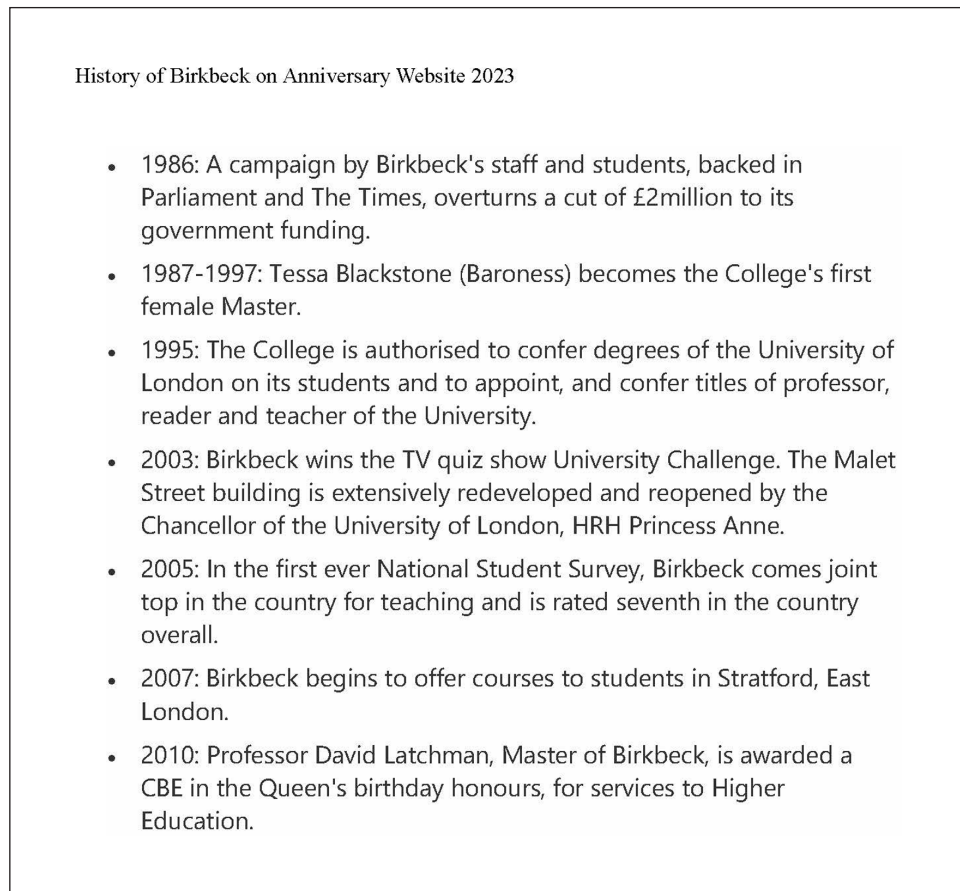 History of Birkbeck on Anniversary Website 2023
• 1986: A campaign by Birkbeck's staff and students, backed in
Parliament and The Times, overturns a cut of £2million to its
government funding.
• 1987-1997: Tessa Blackstone (Baroness) becomes the College's first
female Master.
• 1995: The College is authorised to confer degrees of the University of
London on its students and to appoint, and confer titles of professor,
reader and teacher of the University.
• 2003: Birkbeck wins the TV quiz show University Challenge. The Malet
Street building is extensively redeveloped and reopened by the
Chancellor of the University of London, HRH Princess Anne.
• 2005: In the first ever National Student Survey, Birkbeck comes joint
top in the country for teaching and is rated seventh in the country
overall.
• 2007: Birkbeck begins to offer courses to students in Stratford, East
London.
• 2010: Professor David Latchman, Master of Birkbeck, is awarded a
CBE in the Queen's birthday honours, for services to Higher
Education.